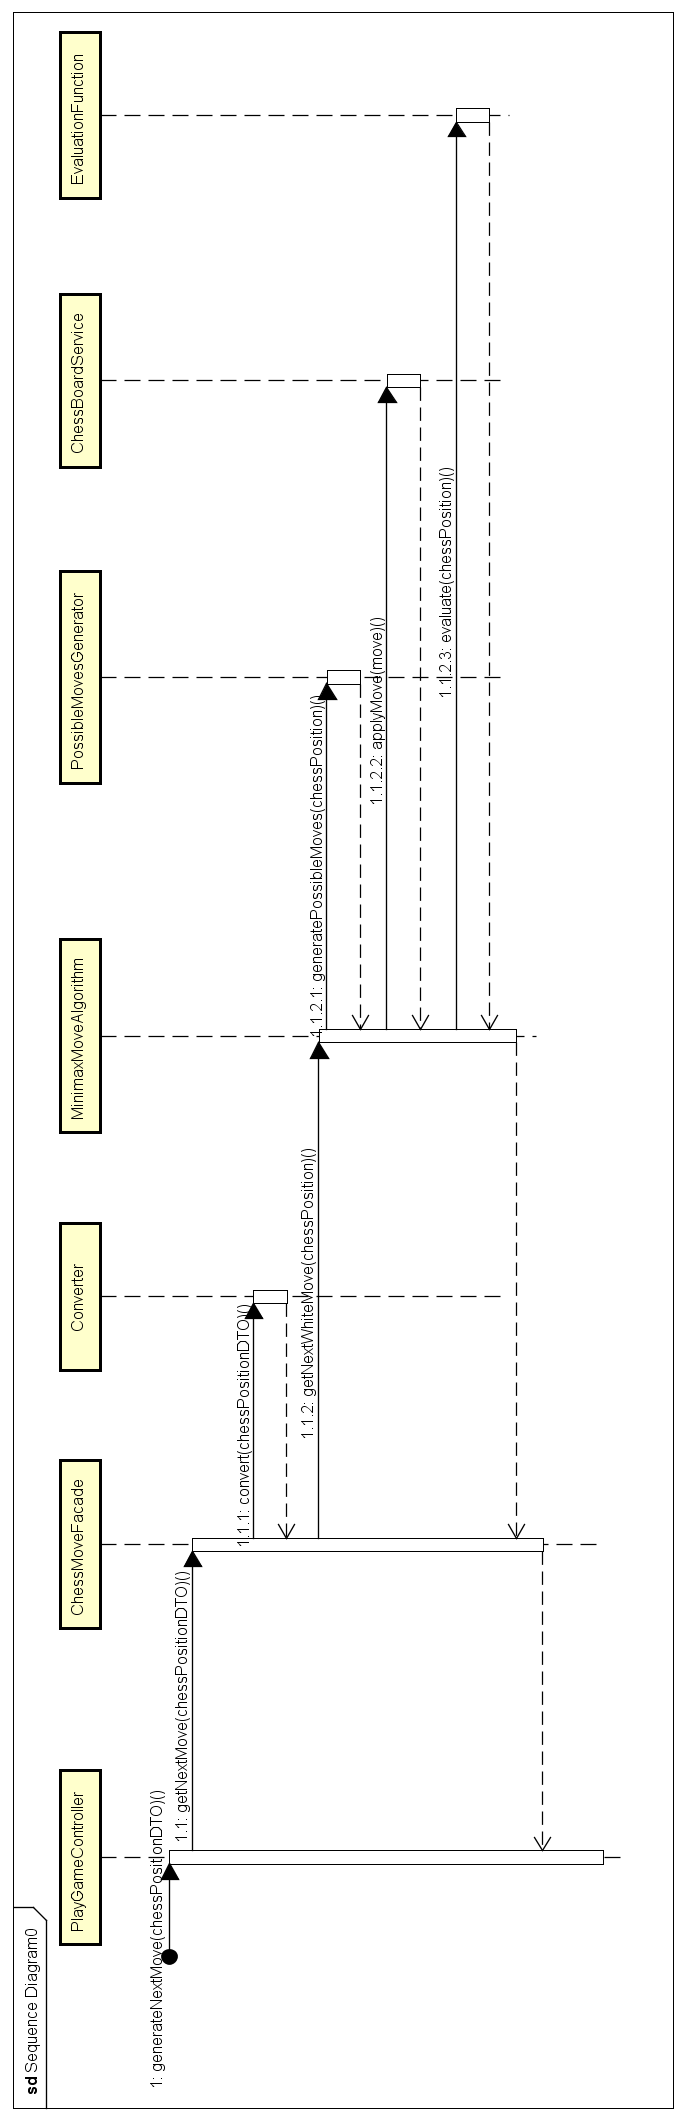 sd Sequence Diagram0
PlayGameController
ChessMoveFacade
Converter
MinimaxMoveAlgorithm
PossibleMovesGenerator
ChessBoardService
EvaluationFunction
1: generateNextMove(chessPositionDTO)()
1.1: getNextMove(chessPositionDTO)()
1.1.1: convert(chessPositionDTO)()
1.1.2: getNextWhiteMove(chessPosition)()
1.1.2.1: generatePossibleMoves(chessPosition)()
1.1.2.2: applyMove(move)()
1.1.2.3: evaluate(chessPosition)()